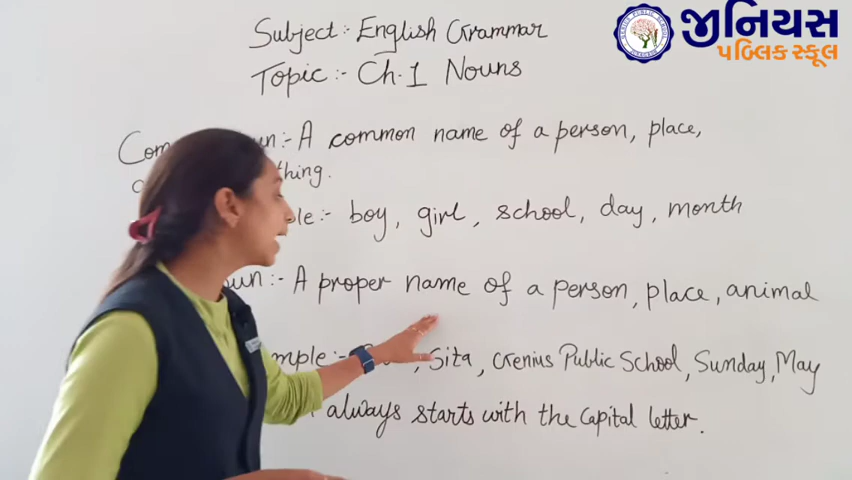 જીનિયસ
પબ્લિક સ્કૂલ
Subject:- English Grammar
Topic:- Ch.1 Nouns
:- A common name of a person, place,
thing.
:- boy, girl, school, day, month
:- A proper name of a person, place, animal
:- , Sita, Genius Public School, Sunday, May
always starts with the Capital letter.